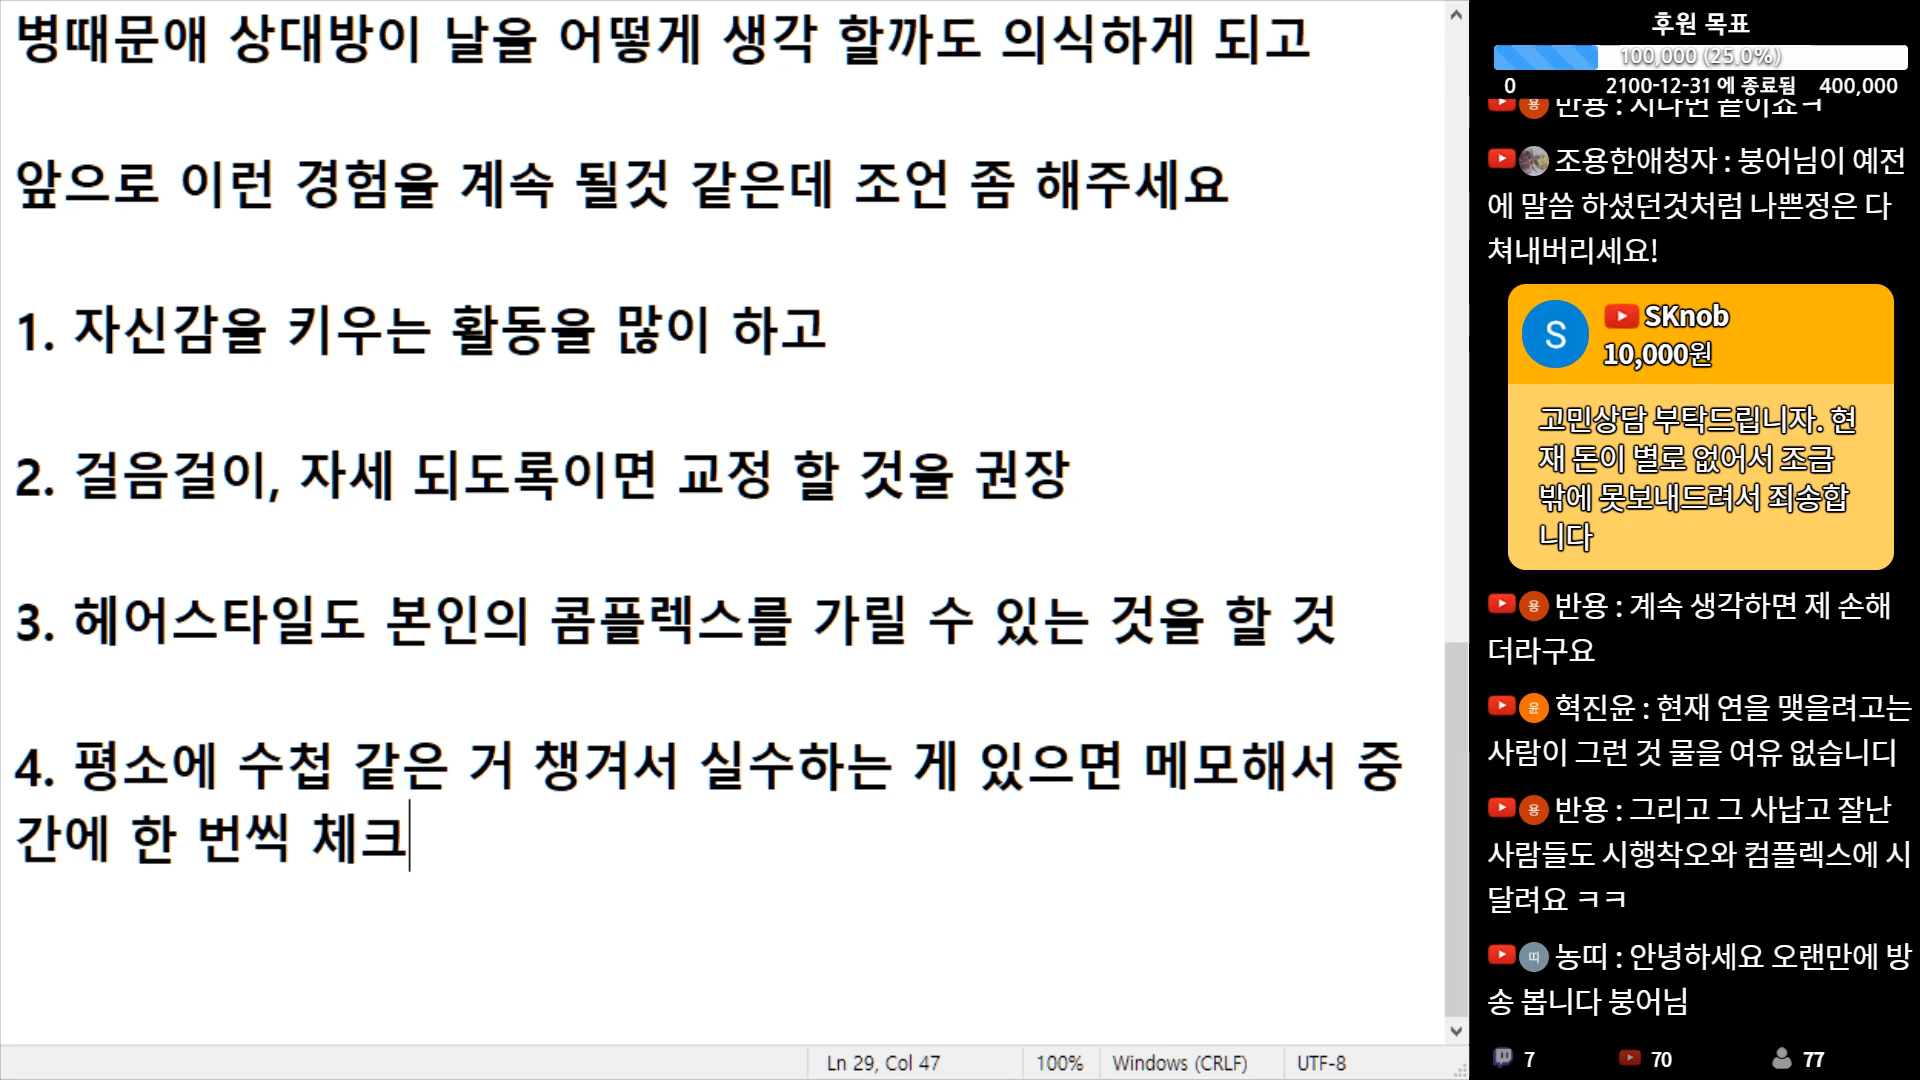 병때문애 상대방이 날을 어떻게 생각 할까도 의식하게 되고
앞으로 이런 경험을 계속 될것 같은데 조언 좀 해주세요
1. 자신감을 키우는 활동을 많이 하고
2. 걸음걸이, 자세 되도록이면 교정 할 것을 권장
3. 헤어스타일도 본인의 콤플렉스를 가릴 수 있는 것을 할 것
4. 평소에 수첩 같은 거 챙겨서 실수하는 게 있으면 메모해서 중
간에 한 번씩 체크
Ln 29, Col 47
100%
Windows (CRLF)
UTF-8
후원 목표
100,000 (25.0%)
0 2100-12-31 에 종료됨 400,000
용 반용 : 지나면 끝이죠ㅋ
조용한애청자 : 붕어님이 예전
에 말씀 하셨던것처럼 나쁜정은 다
쳐내버리세요!
S SKnob
10,000원
고민상담 부탁드립니자. 현
재 돈이 별로 없어서 조금
밖에 못보내드려서 죄송합
니다
용 반용 : 계속 생각하면 제 손해
더라구요
윤 혁진윤 : 현재 연을 맺을려고는
사람이 그런 것 물을 여유 없습니디
용 반용 : 그리고 그 사납고 잘난
사람들도 시행착오와 컴플렉스에 시
달려요 ㅋㅋ
띠 농띠 : 안녕하세요 오랜만에 방
송 봅니다 붕어님
7 70 77